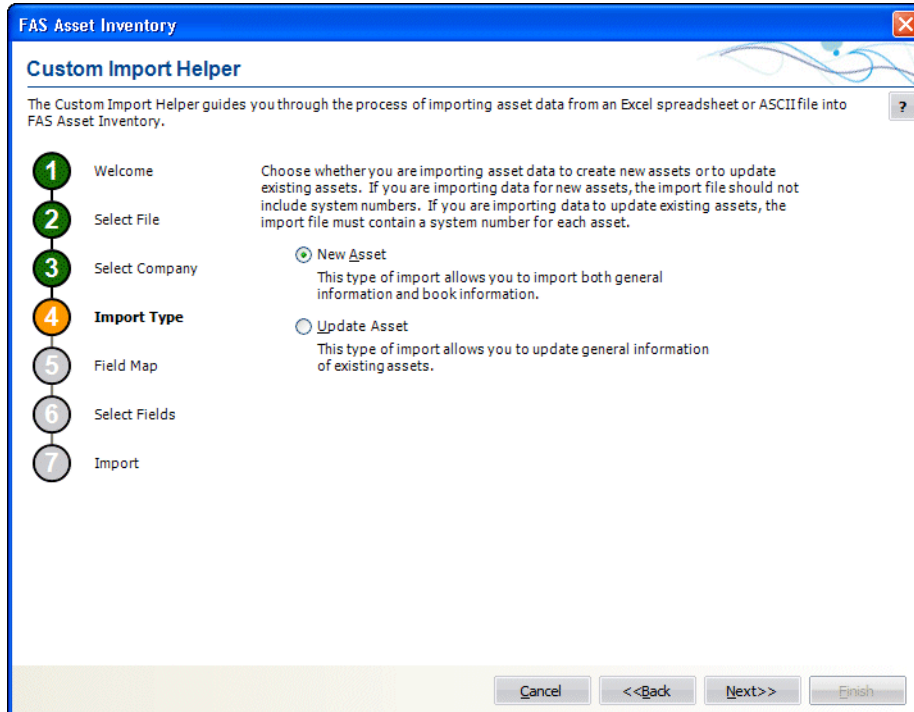 FAS Asset Inventory
Custom Import Helper
The Custom Import Helper guides you through the process of importing asset data from an Excel spreadsheet or ASCII file into
FAS Asset Inventory.
?
1 Welcome
2 Select File
3 Select Company
4 Import Type
5 Field Map
6 Select Fields
7 Import
Choose whether you are importing asset data to create new assets or to update
existing assets. If you are importing data for new assets, the import file should not
include system numbers. If you are importing data to update existing assets, the
import file must contain a system number for each asset.
New Asset
This type of import allows you to import both general
information and book information.
Update Asset
This type of import allows you to update general information
of existing assets.
Cancel
<<Back
Next>>
Finish